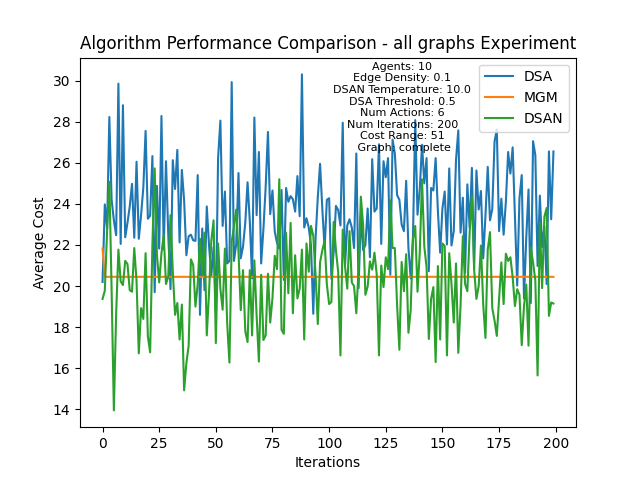 Algorithm Performance Comparison - all graphs Experiment
Agents: 10
Edge Density: 0.1
DSAN Temperature: 10.0
DSA Threshold: 0.5
Num Actions: 6
Num Iterations: 200
Cost Range: 51
Graph: complete
DSA
MGM
DSAN
Average Cost
30
28
26
24
22
20
18
16
14
0 25 50 75 100 125 150 175 200
Iterations